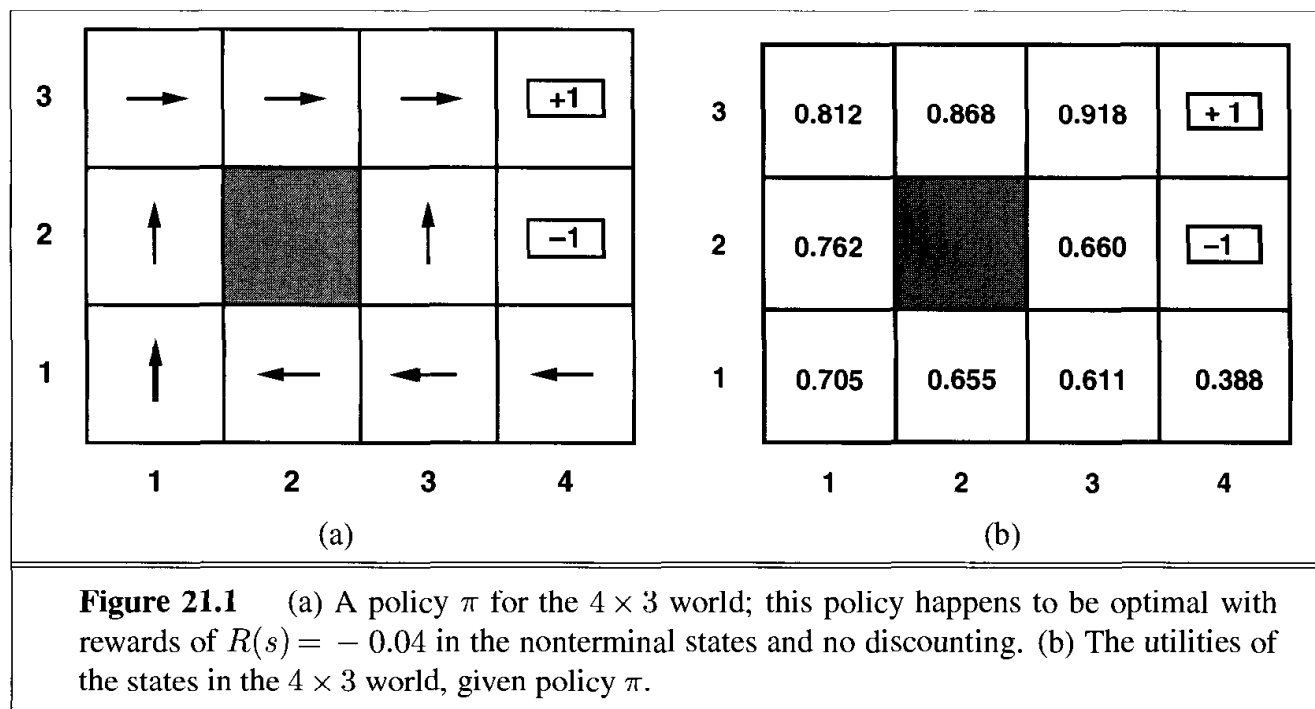 3
+1
2
−1
1
1 2 3 4
(a)
3 0.812 0.868 0.918 + 1
2 0.762 0.660 −1
1 0.705 0.655 0.611 0.388
1 2 3 4
(b)
Figure 21.1 (a) A policy π for the 4 × 3 world; this policy happens to be optimal with
rewards of R(s) = − 0.04 in the nonterminal states and no discounting. (b) The utilities of
the states in the 4 × 3 world, given policy π.